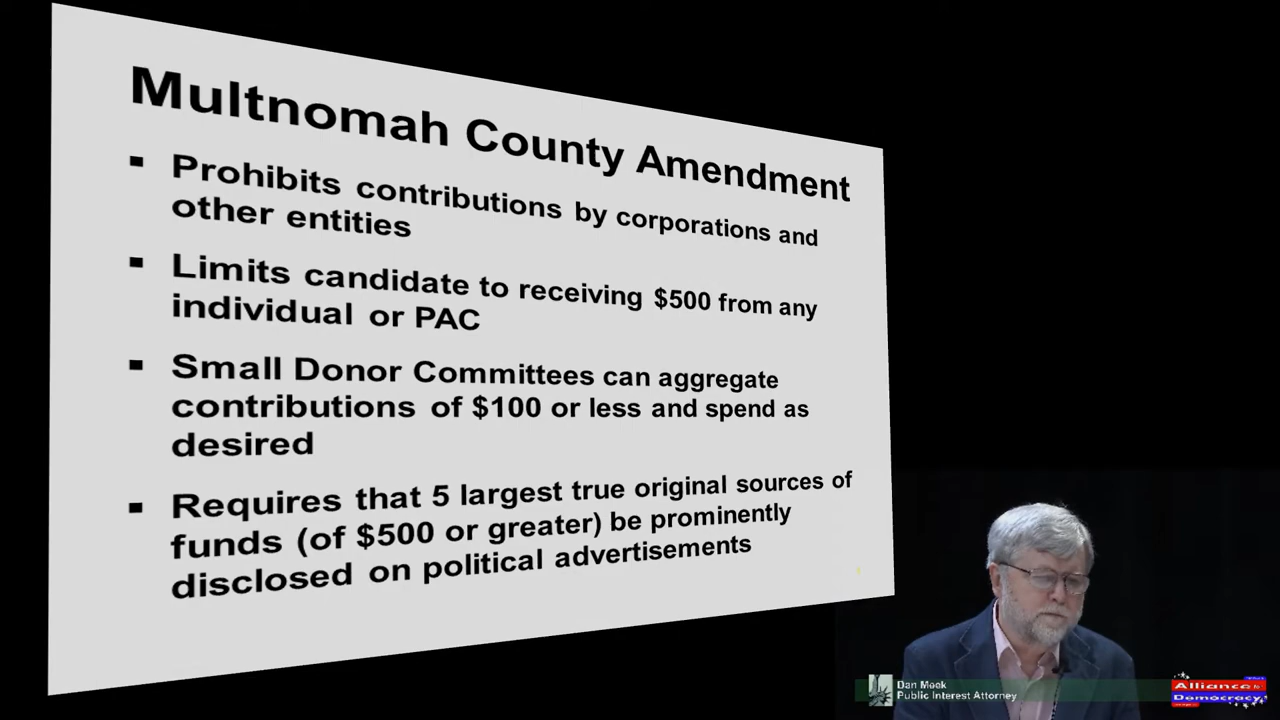 Multnomah County Amendment
▪ Prohibits contributions by corporations and
other entities
▪ Limits candidate to receiving $500 from any
individual or PAC
▪ Small Donor Committees can aggregate
contributions of $100 or less and spend as
desired
▪ Requires that 5 largest true original sources of
funds (of $500 or greater) be prominently
disclosed on political advertisements
Dan Meek
Public Interest Attorney
Alliance
Democracy